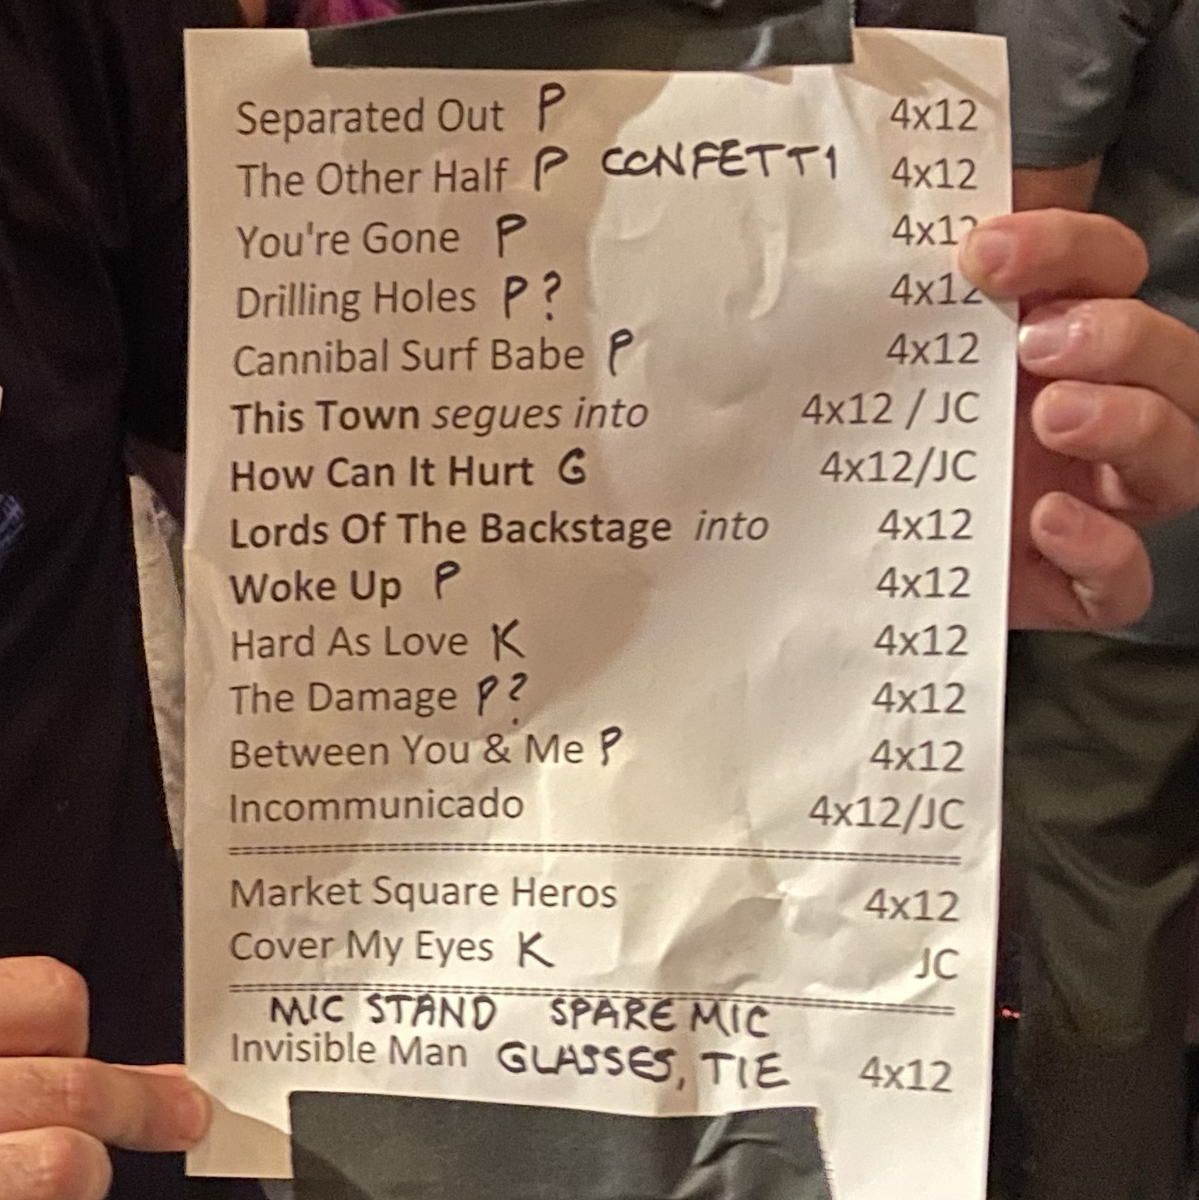 Separated Out P 4x12
The Other Half P CONFETTI 4x12
You're Gone P 4x12
Drilling Holes P? 4x12
Cannibal Surf Babe P 4x12
This Town segues into 4x12 / JC
How Can It Hurt G 4x12/JC
Lords Of The Backstage into 4x12
Woke Up P 4x12
Hard As Love K 4x12
The Damage P? 4x12
Between You & Me P 4x12
Incommunicado 4x12/JC
Market Square Heros 4x12
Cover My Eyes K JC
MIC STAND SPARE MIC
Invisible Man GLASSES, TIE 4x12